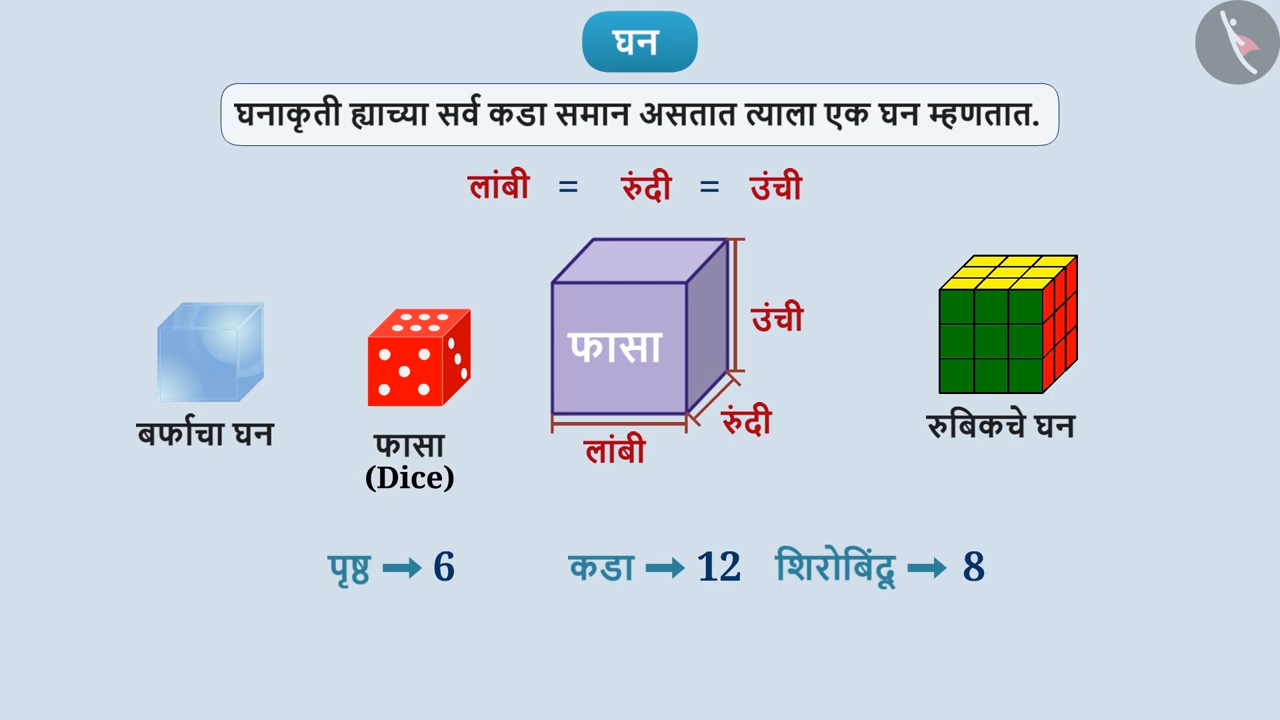 घन
घनाकृती ह्याच्या सर्व कडा समान असतात त्याला एक घन म्हणतात.
लांबी = रुंदी = उंची
फासा
उंची
रुंदी
लांबी
बर्फाचा घन
फासा
(Dice)
रुबिकचे घन
पृष्ठ → 6 कडा → 12 शिरोबिंदू → 8